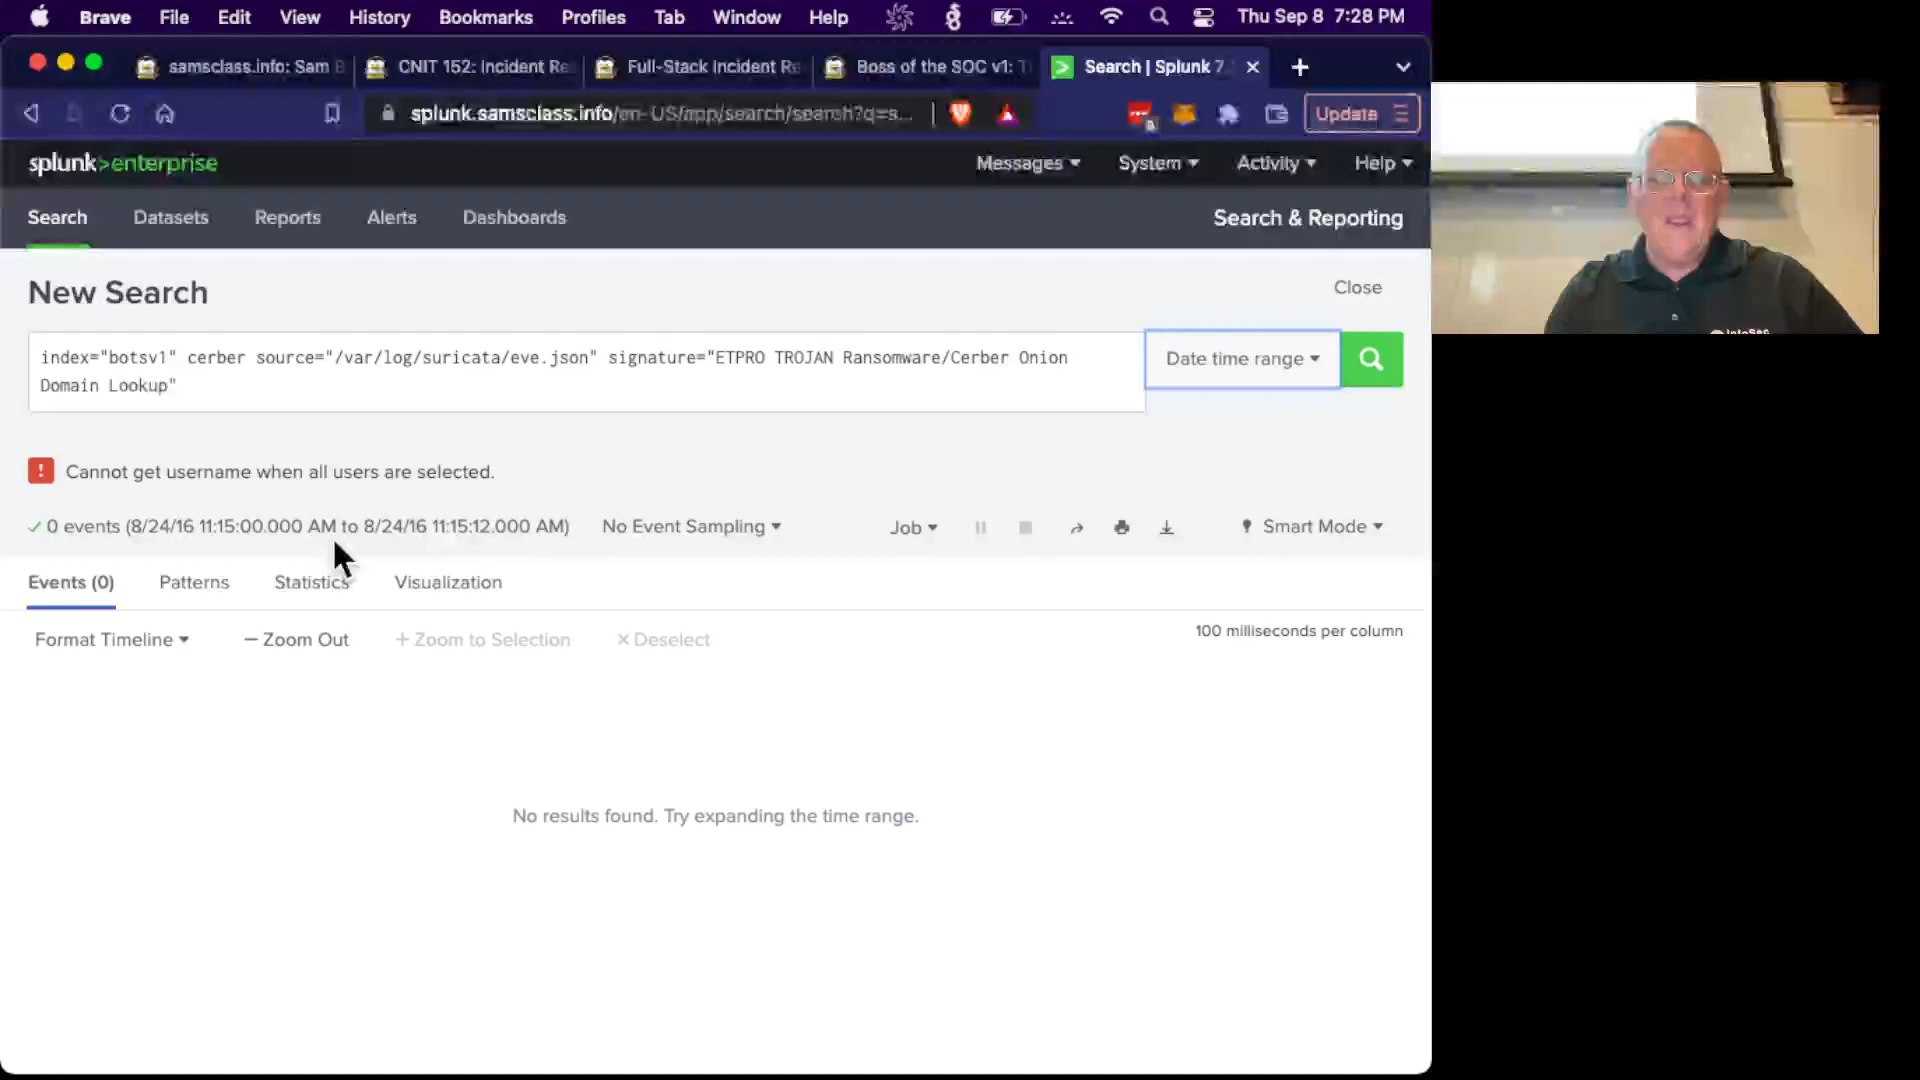 Brave File Edit View History Bookmarks Profiles Tab Window Help Thu Sep 8 7:28 PM
samsclass.info: Sam B CNIT 152: Incident Re Full-Stack Incident Re Boss of the SOC v1: T Search | Splunk 7.
splunk.samsclass.info/en-US/app/search/search?q=s... Update
splunk>enterprise Messages System Activity Help
Search Datasets Reports Alerts Dashboards Search & Reporting
New Search Close
index="botsv1" cerber source="/var/log/suricata/eve.json" signature="ETPRO TROJAN Ransomware/Cerber Onion
Domain Lookup"
Date time range
Cannot get username when all users are selected.
0 events (8/24/16 11:15:00.000 AM to 8/24/16 11:15:12.000 AM) No Event Sampling Job Smart Mode
Events (0) Patterns Statistics Visualization
Format Timeline — Zoom Out + Zoom to Selection × Deselect 100 milliseconds per column
No results found. Try expanding the time range.